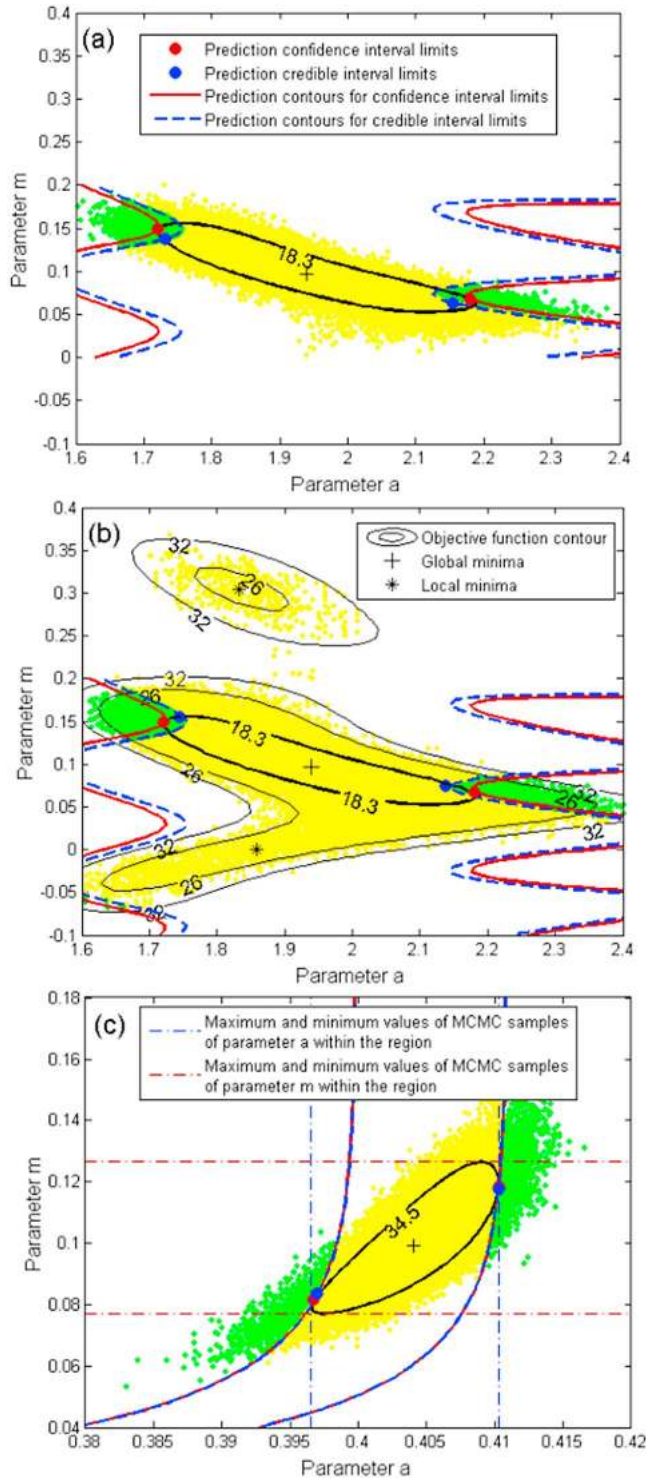 (a)
Prediction confidence interval limits
Prediction credible interval limits
Prediction contours for confidence interval limits
Prediction contours for credible interval limits
0.4
0.35
0.3
0.25
0.2
0.15
0.1
0.05
0
-0.05
-0.1
Parameter m
18.3
1.6 1.7 1.8 1.9 2 2.1 2.2 2.3 2.4
Parameter a
(b)
Objective function contour
Global minima
Local minima
0.4
0.35
0.3
0.25
0.2
0.15
0.1
0.05
0
-0.05
-0.1
Parameter m
32
26
32
32
26
18.3
18.3
26
32
26
32
32
26
32
1.6 1.7 1.8 1.9 2 2.1 2.2 2.3 2.4
Parameter a
(c)
Maximum and minimum values of MCMC samples
of parameter a within the region
Maximum and minimum values of MCMC samples
of parameter m within the region
0.18
0.16
0.14
0.12
0.1
0.08
0.06
0.04
Parameter m
34.5
0.38 0.385 0.39 0.395 0.4 0.405 0.41 0.415 0.42
Parameter a